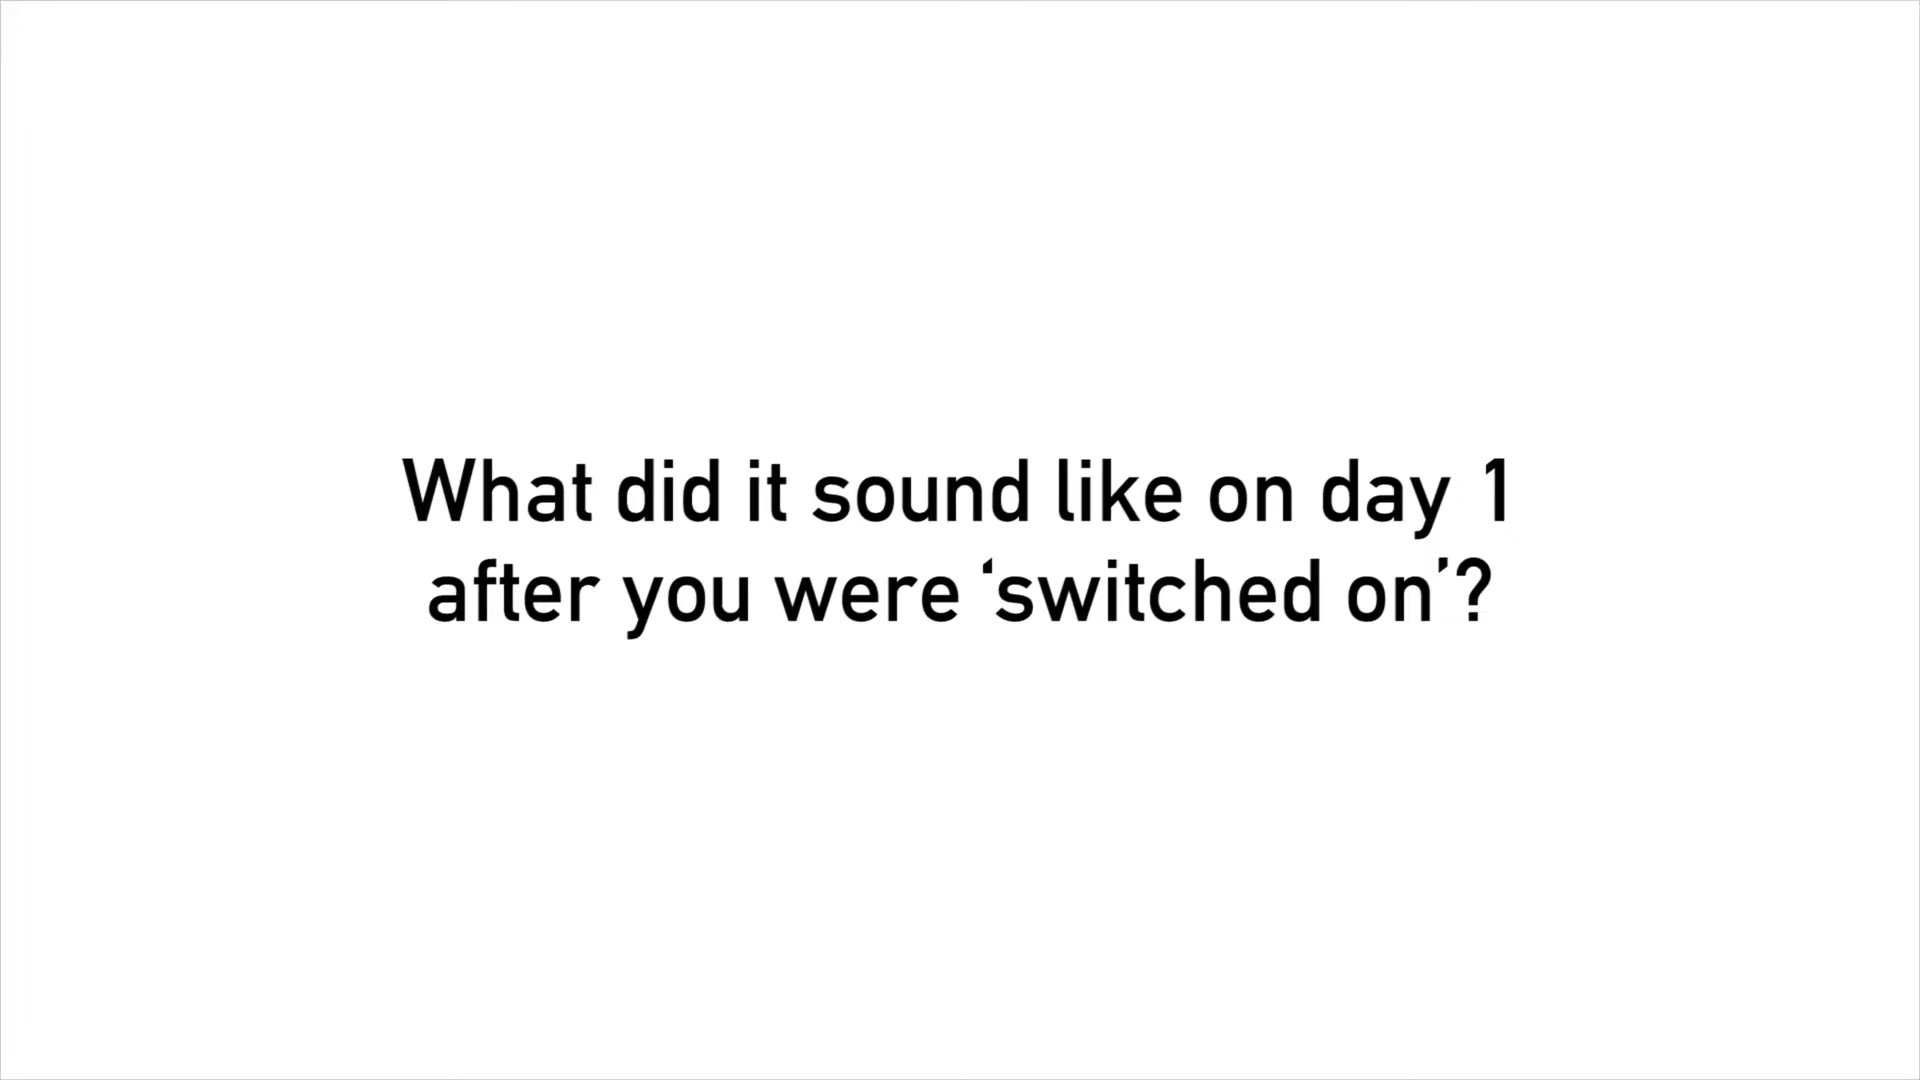 What did it sound like on day 1
after you were ‘switched on’?